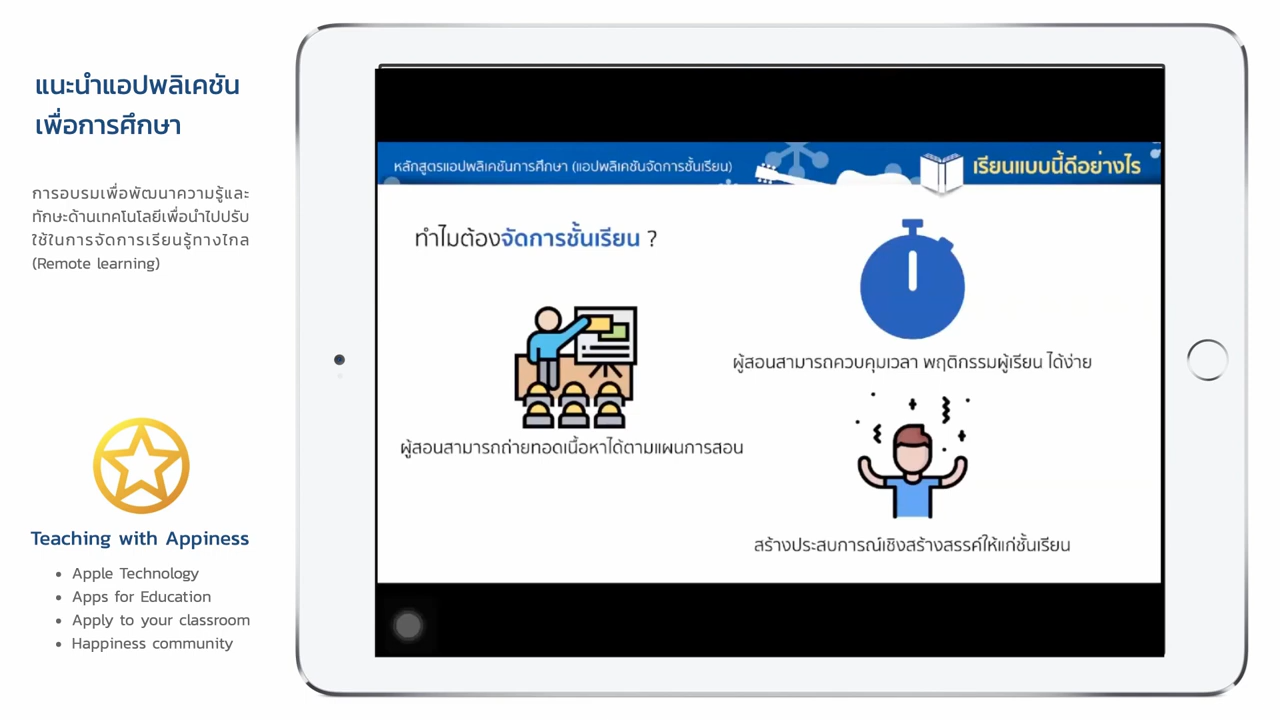 แนะนำแอปพลิเคชัน
เพื่อการศึกษา
การอบรมเพื่อพัฒนาความรู้และ
ทักษะด้านเทคโนโลยีเพื่อนำไปปรับ
ใช้ในการจัดการเรียนรู้ทางไกล
(Remote learning)
Teaching with Appiness
• Apple Technology
• Apps for Education
• Apply to your classroom
• Happiness community
หลักสูตรแอปพลิเคชันการศึกษา (แอปพลิเคชันจัดการชั้นเรียน)
เรียนแบบนี้ดีอย่างไร
ทำไมต้องจัดการชั้นเรียน ?
ผู้สอนสามารถถ่ายทอดเนื้อหาได้ตามแผนการสอน
ผู้สอนสามารถควบคุมเวลา พฤติกรรมผู้เรียน ได้ง่าย
สร้างประสบการณ์เชิงสร้างสรรค์ให้แก่ชั้นเรียน